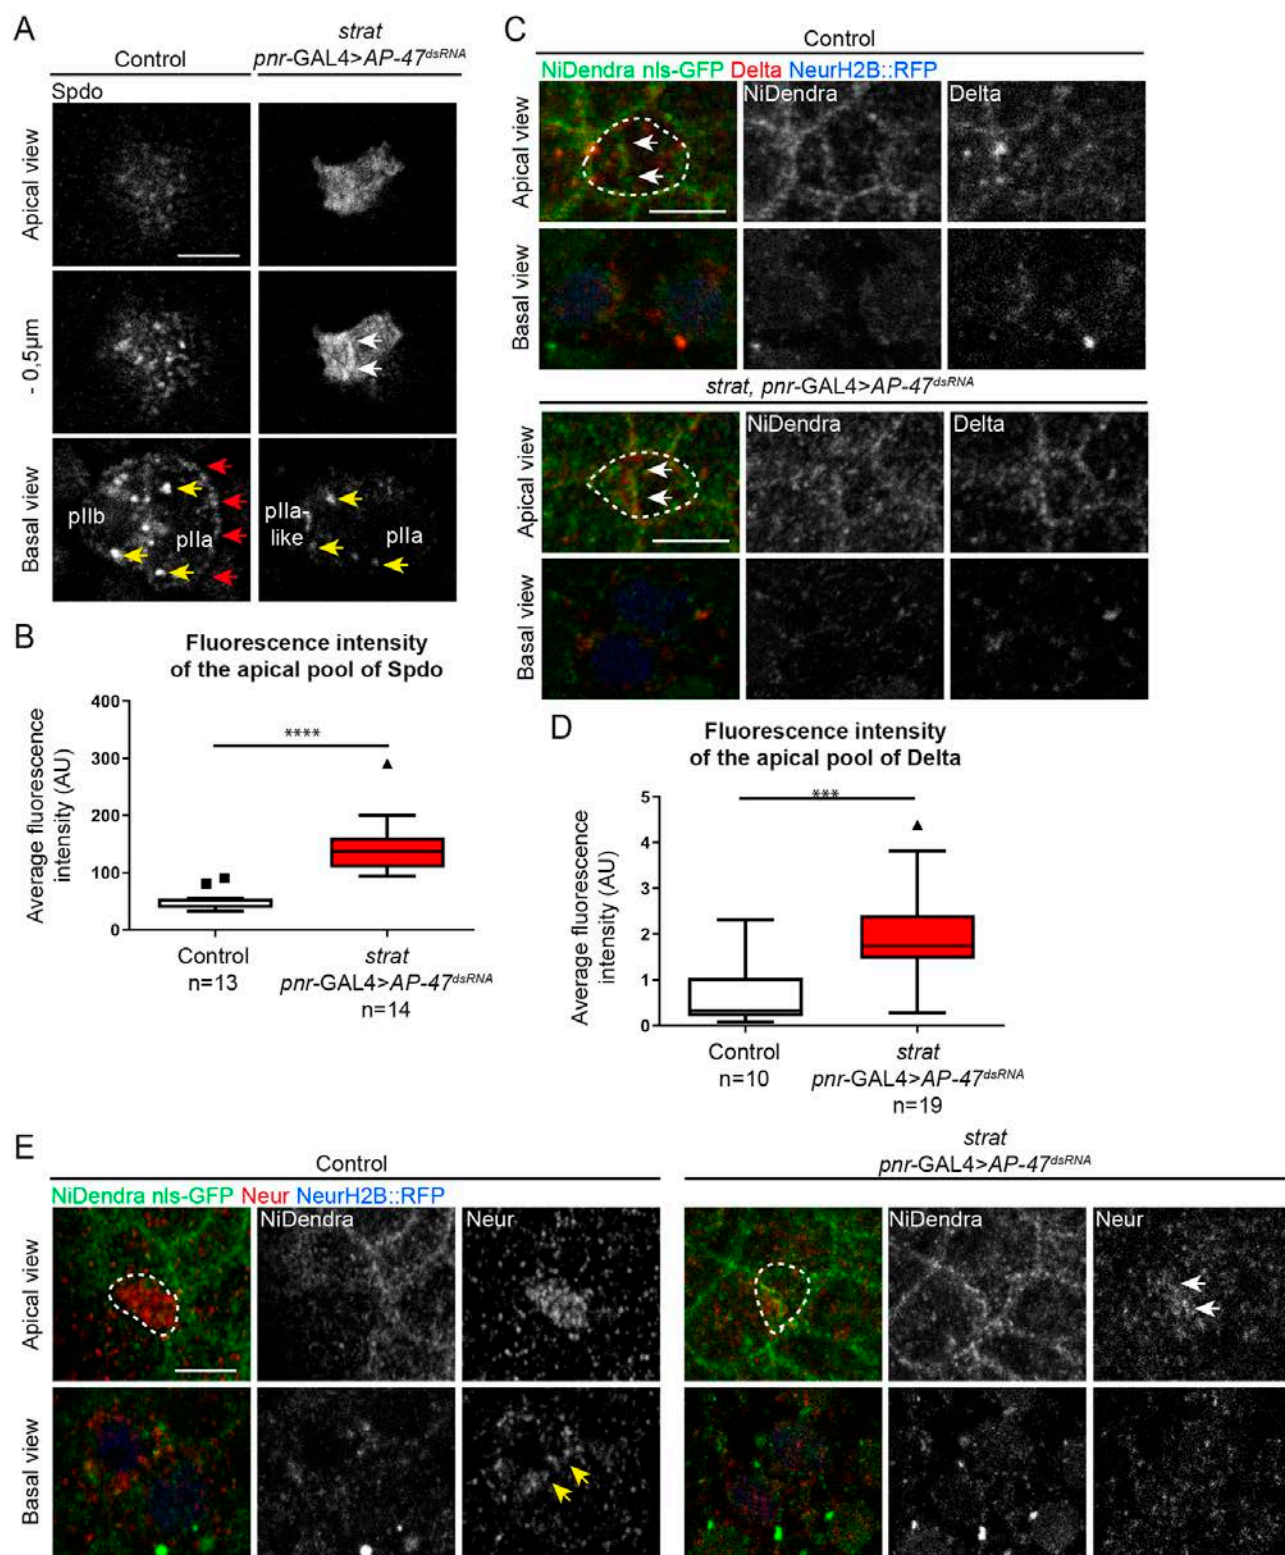 A
Control
strat
pnr-GAL4>AP-47dsRNA
Spdo
Apical view
- 0,5µm
Basal view
pIIb
pIIa
pIIa-
like
pIIa
B
Fluorescence intensity
of the apical pool of Spdo
Average fluorescence
intensity (AU)
400
300
200
100
0
****
Control
n=13
strat
pnr-GAL4>AP-47dsRNA
n=14
C
Control
NiDendra nls-GFP Delta NeurH2B::RFP
NiDendra
Delta
Apical view
Basal view
strat, pnr-GAL4>AP-47dsRNA
NiDendra
Delta
Apical view
Basal view
D
Fluorescence intensity
of the apical pool of Delta
Average fluorescence
intensity (AU)
5
4
3
2
1
0
***
Control
n=10
strat
pnr-GAL4>AP-47dsRNA
n=19
E
Control
strat
pnr-GAL4>AP-47dsRNA
NiDendra nls-GFP Neur NeurH2B::RFP
NiDendra
Neur
NiDendra
Neur
Apical view
Basal view